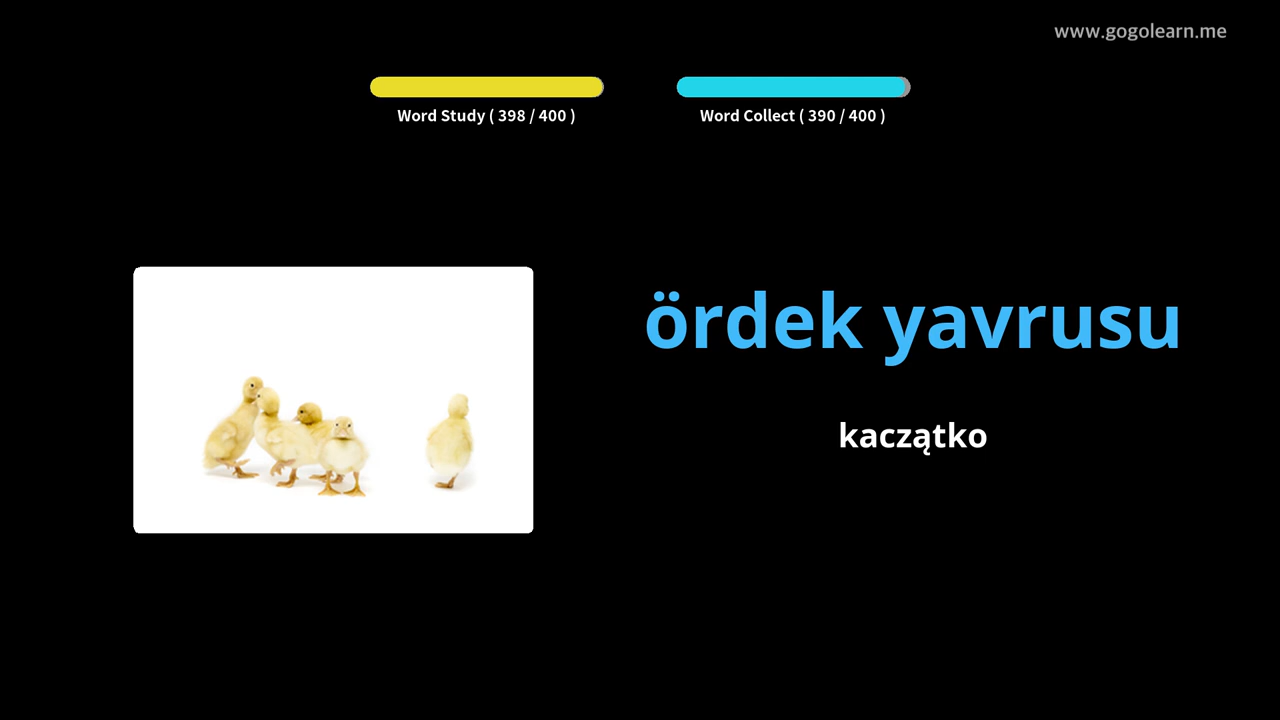 www.gogolearn.me
Word Study ( 398 / 400 )
Word Collect ( 390 / 400 )
ördek yavrusu
kaczątko